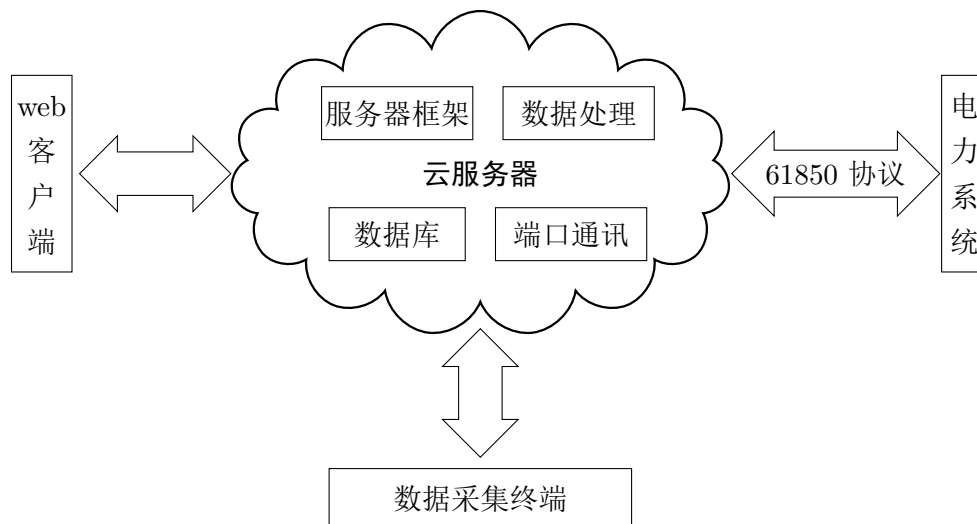 web
客
户
端
服务器框架
数据处理
云服务器
数据库
端口通讯
61850 协议
电
力
系
统
数据采集终端